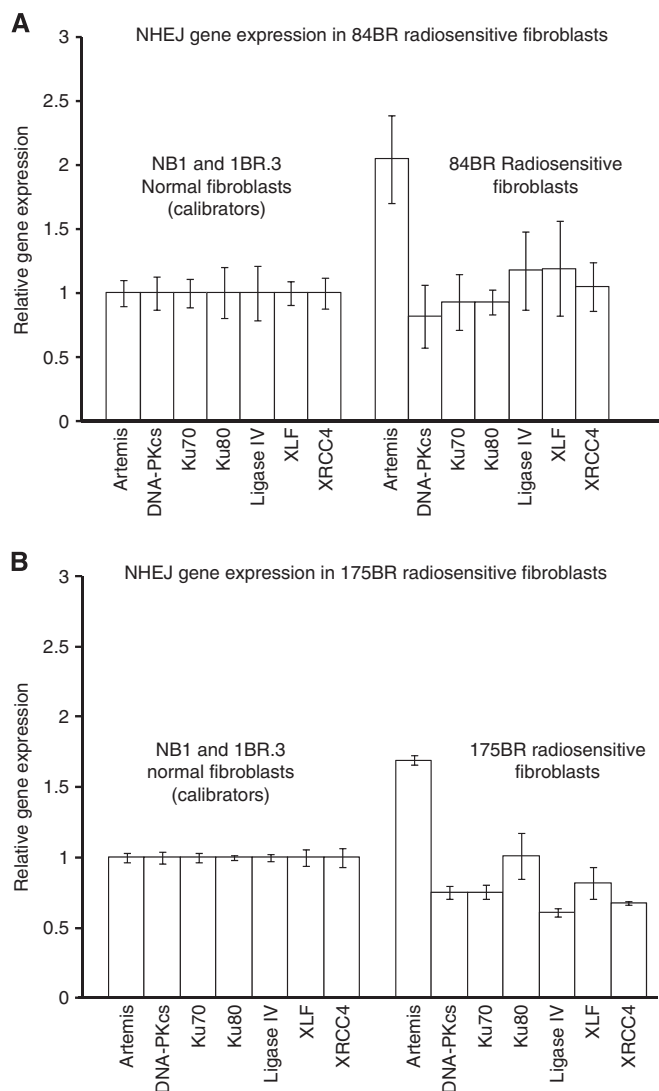 A
NHEJ gene expression in 84BR radiosensitive fibroblasts
3
2.5
2
1.5
1
0.5
0
Relative gene expression
NB1 and 1BR.3
Normal fibroblasts
(calibrators)
84BR Radiosensitive
fibroblasts
Artemis
DNA-PKcs
Ku70
Ku80
Ligase IV
XLF
XRCC4
Artemis
DNA-PKcs
Ku70
Ku80
Ligase IV
XLF
XRCC4
B
NHEJ gene expression in 175BR radiosensitive fibroblasts
3
2.5
2
1.5
1
0.5
0
Relative gene expression
NB1 and 1BR.3
normal fibroblasts
(calibrators)
175BR radiosensitive
fibroblasts
Artemis
DNA-PKcs
Ku70
Ku80
Ligase IV
XLF
XRCC4
Artemis
DNA-PKcs
Ku70
Ku80
Ligase IV
XLF
XRCC4